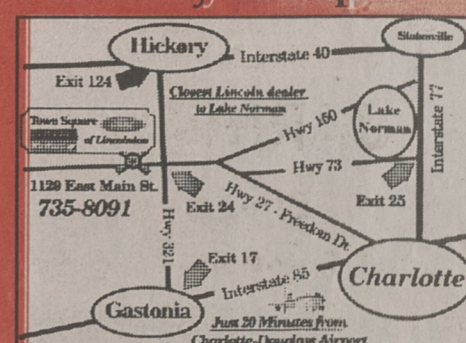 Hickory
Statesville
Interstate 40
Exit 124
Closest Lincoln dealer
to Lake Norman
Interstate 77
Lake
Norman
Hwy 150
Town Square
of Lincolnton
Hwy 73
1129 East Main St.
735-8091
Exit 24
Exit 25
Hwy 27 - Freedom Dr.
Hwy 321
Exit 17
Interstate 85
Charlotte
Gastonia
Just 20 Minutes from
Charlotte-Douglass Airport